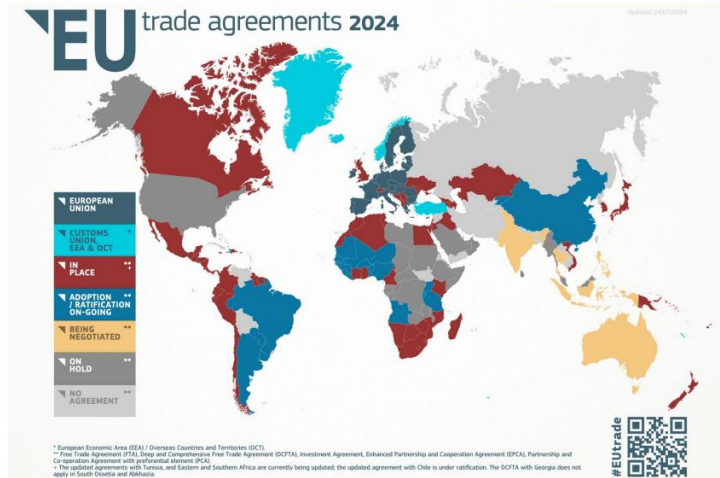 EU trade agreements 2024
Updated 24/07/2024
EUROPEAN
UNION
CUSTOMS *
UNION,
EEA & OCT
IN **
PLACE +
ADOPTION **
/ RATIFICATION
ON-GOING
BEING **
NEGOTIATED
ON **
HOLD
NO **
AGREEMENT
#EUtrade
* European Economic Area (EEA) / Overseas Countries and Territories (OCT).
** Free Trade Agreement (FTA), Deep and Comprehensive Free Trade Agreement (DCFTA), Investment Agreement, Enhanced Partnership and Cooperation Agreement (EPCA), Partnership and
Co-operation Agreement with preferential element (PCA).
+ The updated agreements with Tunisia, and Eastern and Southern Africa are currently being updated; the updated agreement with Chile is under ratification. The DCFTA with Georgia does not
apply in South Ossetia and Abkhazia.